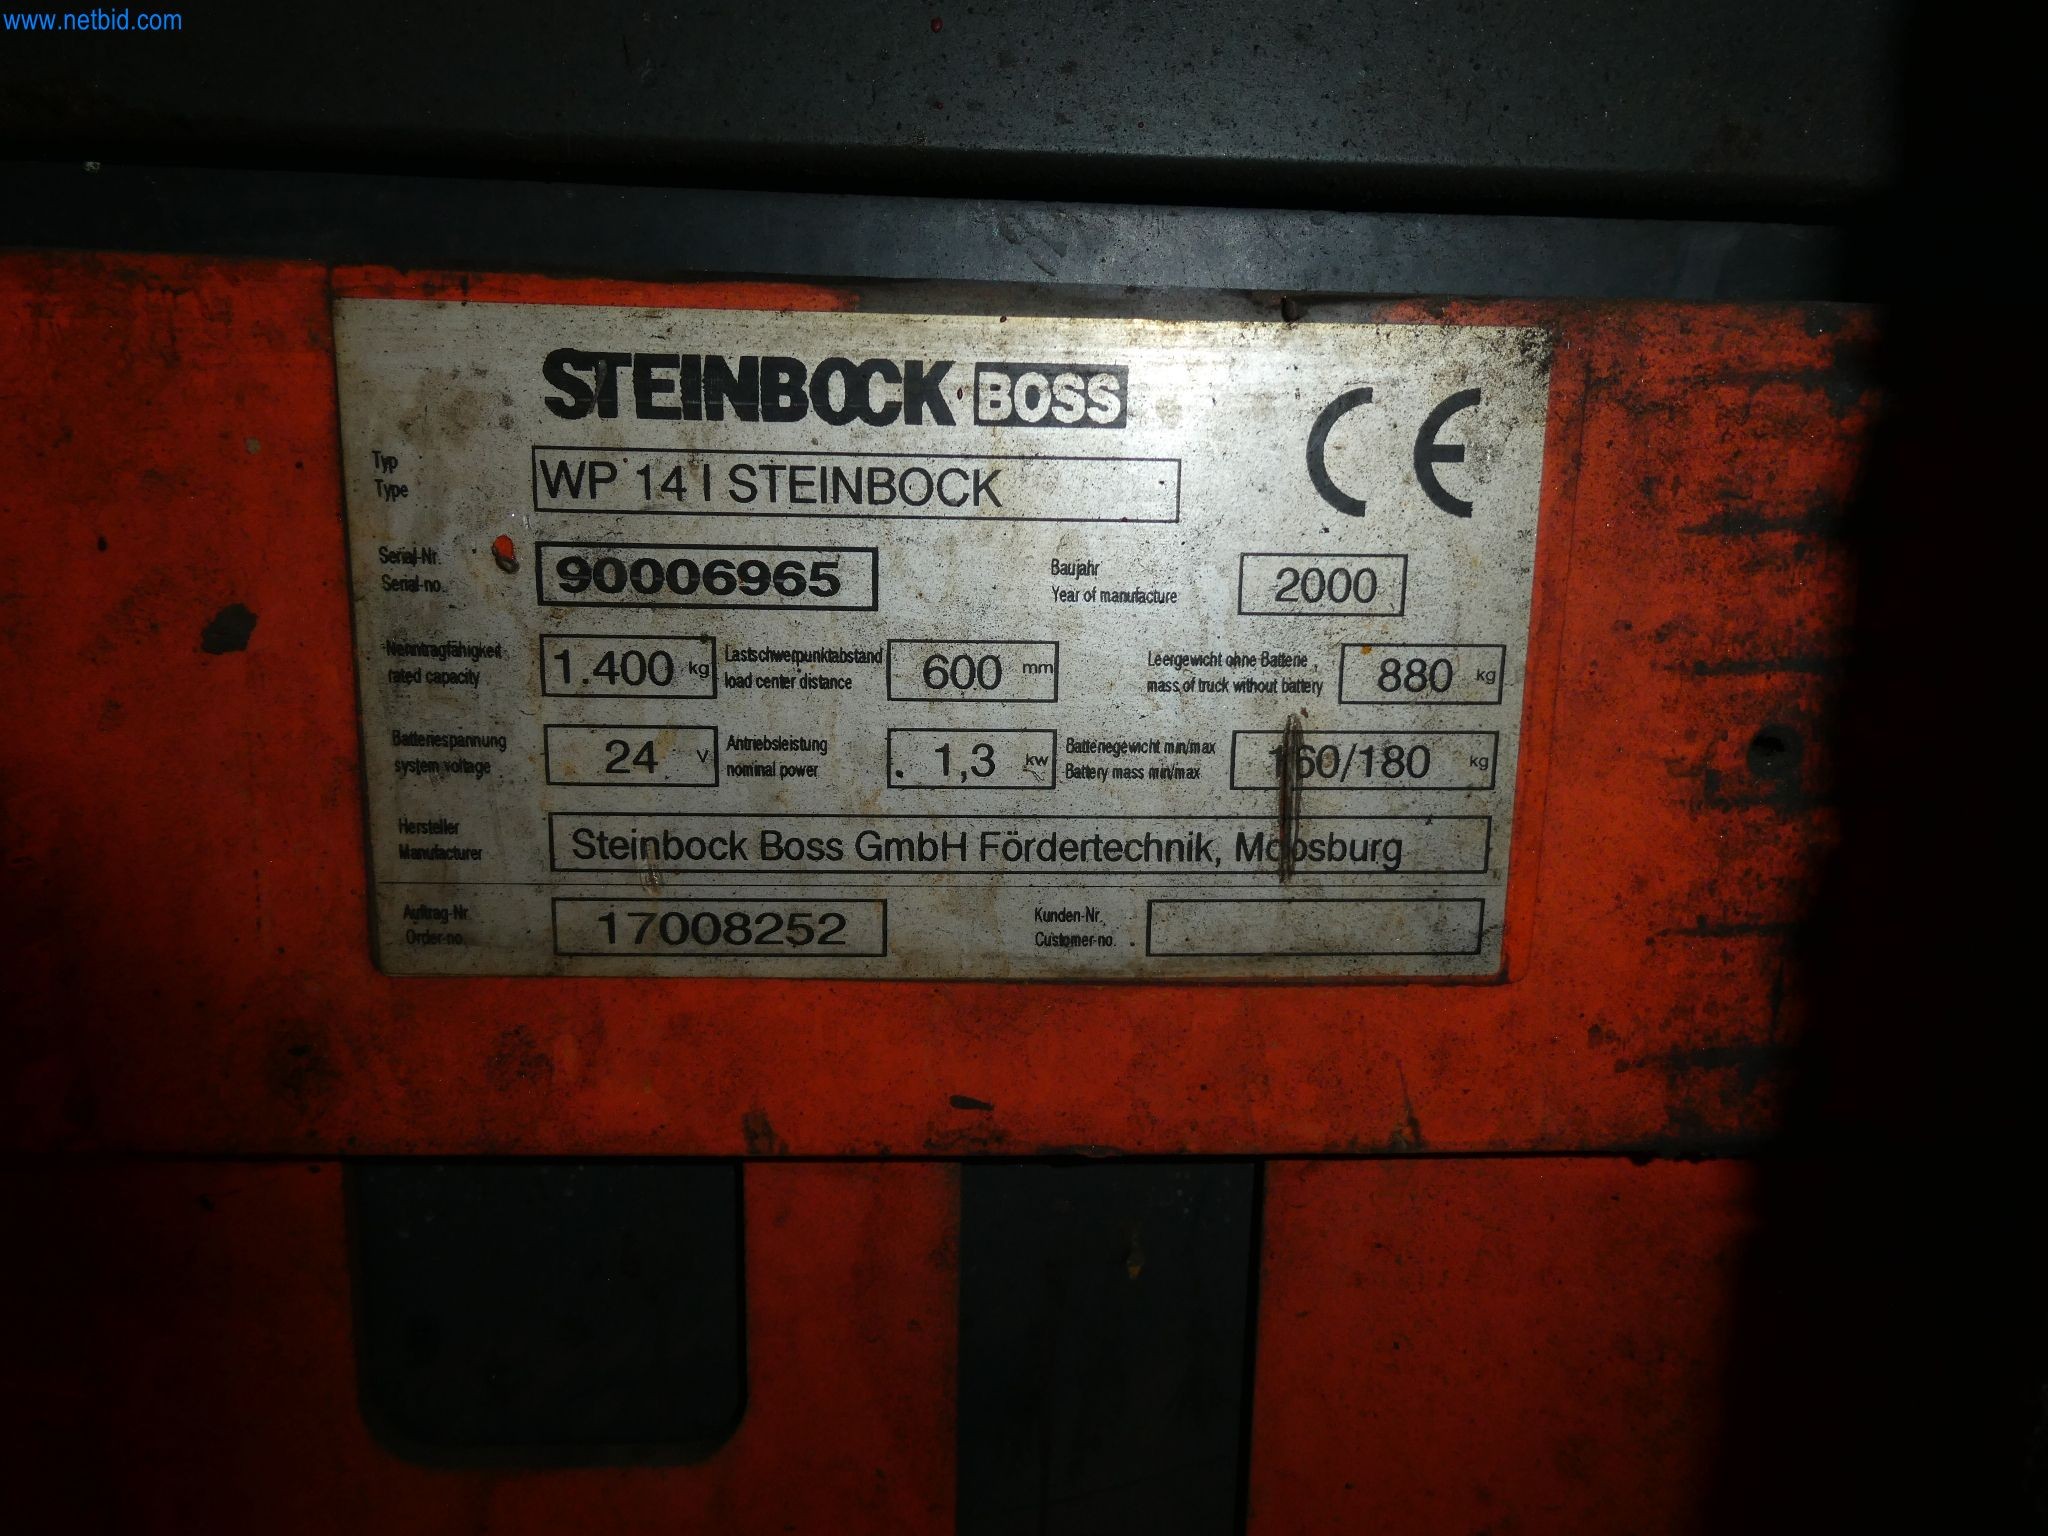 www.netbid.com
STEINBOCK BOSS
CE
Typ
Type
WP 14 I STEINBOCK
Serial-Nr.
Serial-no.
90006965
Baujahr
Year of manufacture
2000
Nenntragfähigkeit
rated capacity
1.400 kg
Lastschwerpunktabstand
load center distance
600 mm
Leergewicht ohne Batterie
mass of truck without battery
880 kg
Batteriespannung
system voltage
24 V
Antriebsleistung
nominal power
1,3 kw
Batteriegewicht min/max
Battery mass min/max
160/180 kg
Hersteller
Manufacturer
Steinbock Boss GmbH Fördertechnik, Moosburg
Auftrag-Nr
Order-no.
17008252
Kunden-Nr.
Customer-no.